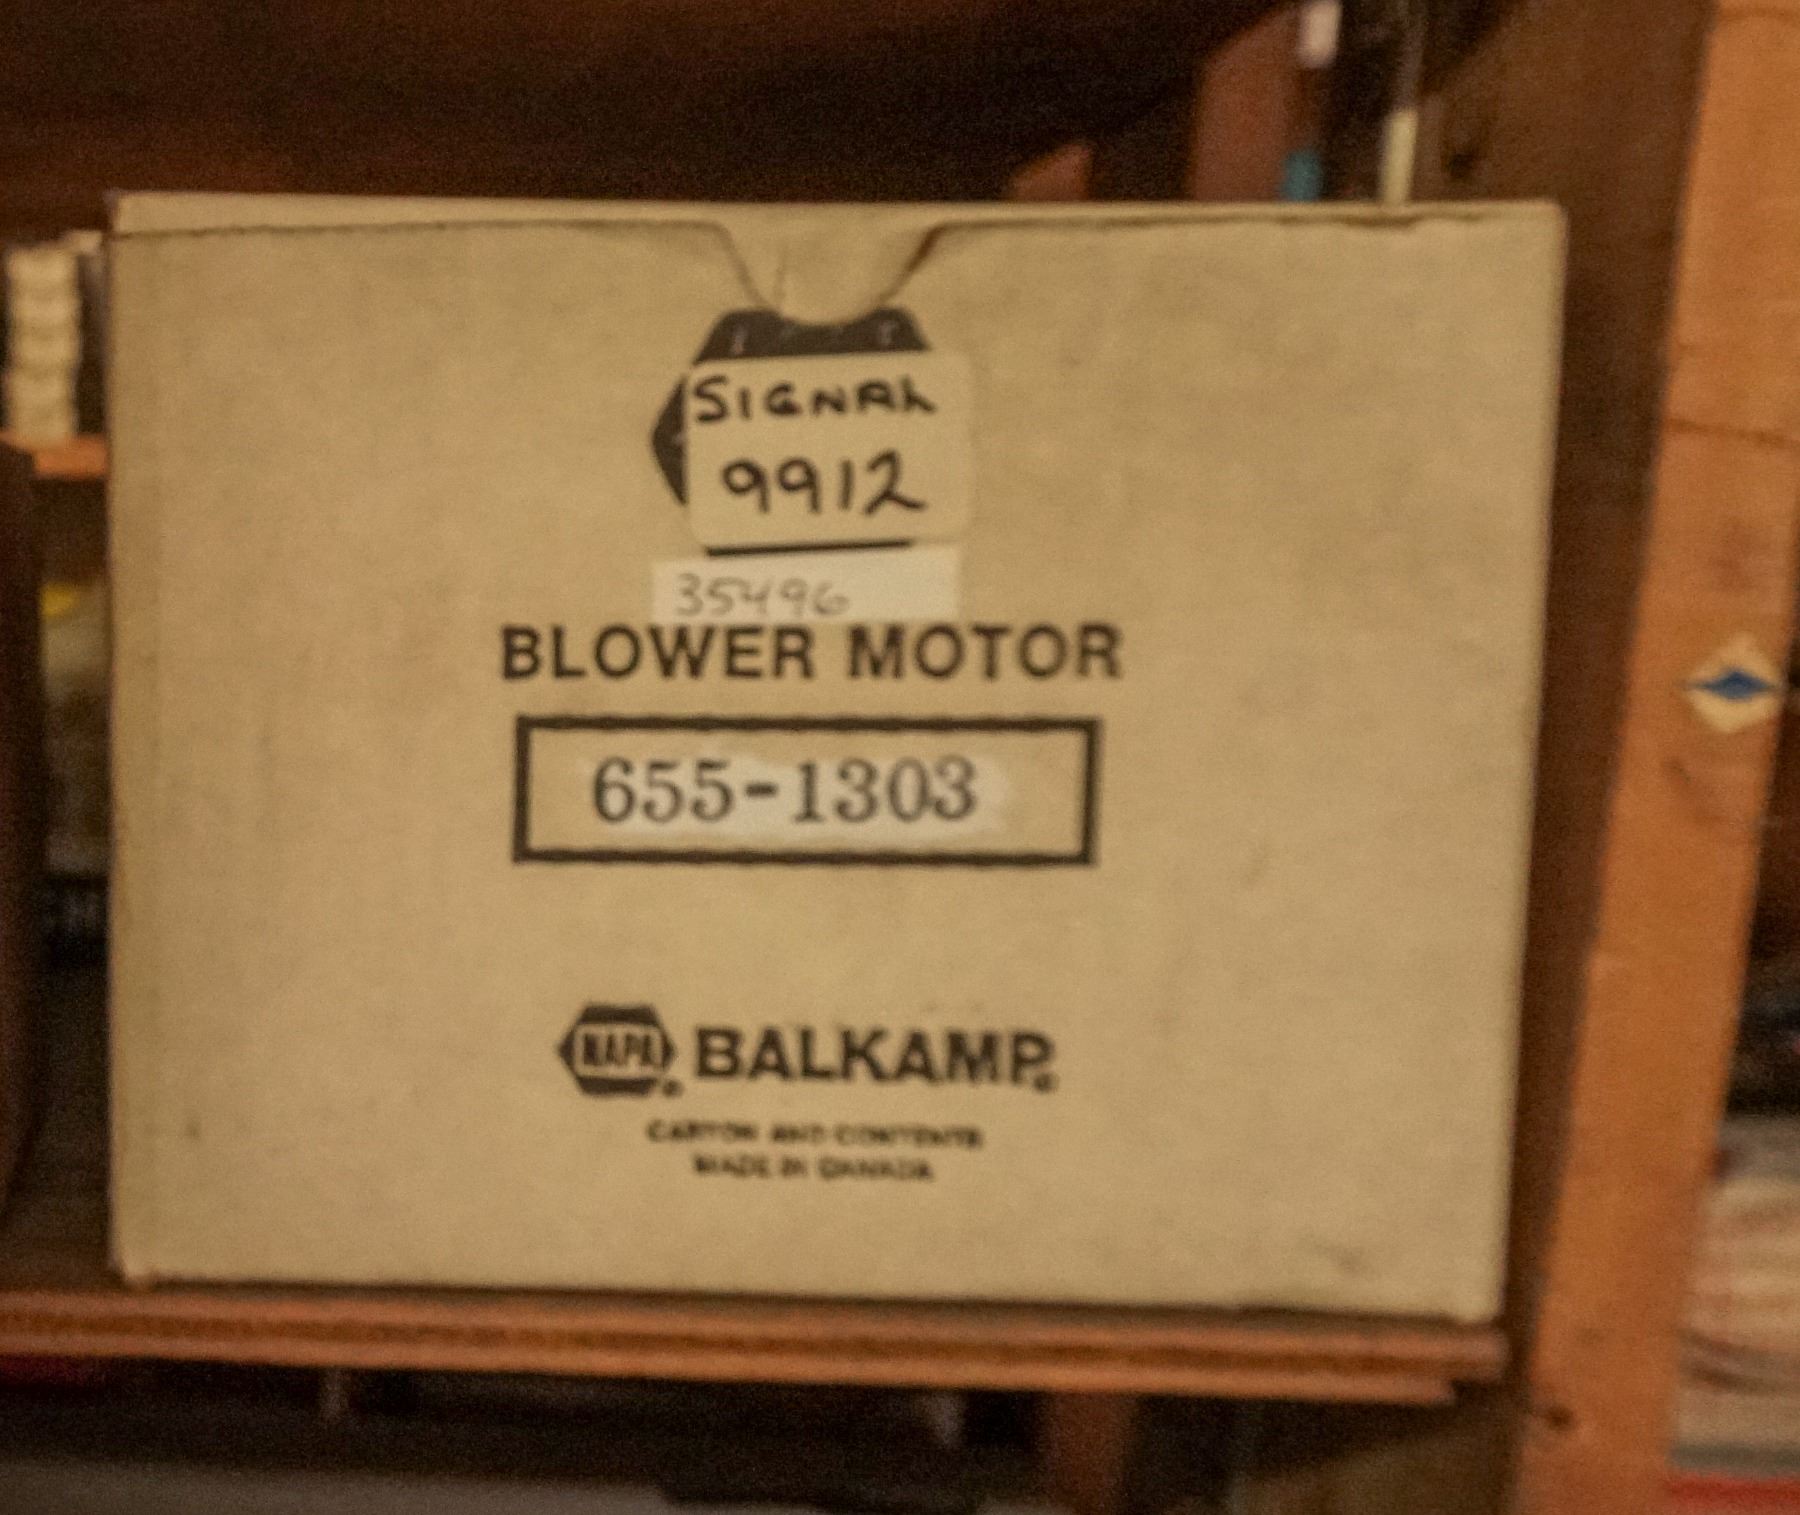 SIGNAL
9912
35496
BLOWER MOTOR
655-1303
NAPA® BALKAMP®
CARTON AND CONTENTS
MADE IN CANADA